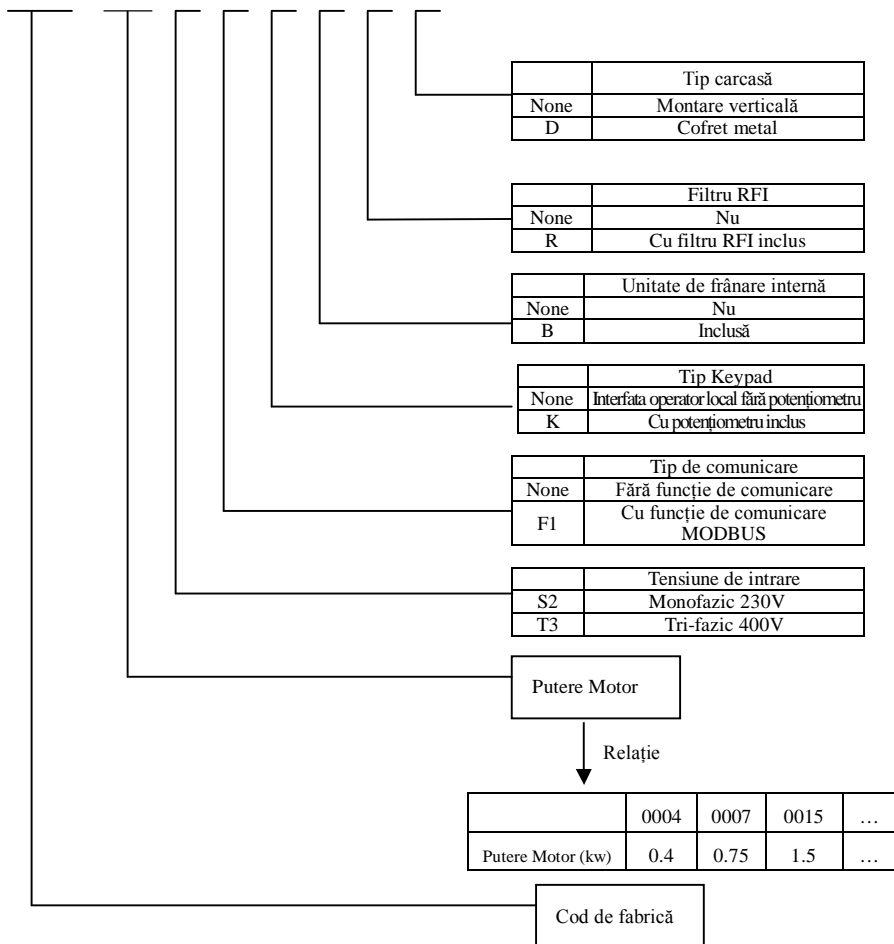 Tip carcasă
None Montare verticală
D Cofret metal
Filtru RFI
None Nu
R Cu filtru RFI inclus
Unitate de frânare internă
None Nu
B Inclusă
Tip Keypad
None Interfata operator local fără potențiometru
K Cu potențiometru inclus
Tip de comunicare
None Fără funcție de comunicare
F1 Cu funcție de comunicare
MODBUS
Tensiune de intrare
S2 Monofazic 230V
T3 Tri-fazic 400V
Putere Motor
Relație
0004 0007 0015 …
Putere Motor (kw) 0.4 0.75 1.5 …
Cod de fabrică